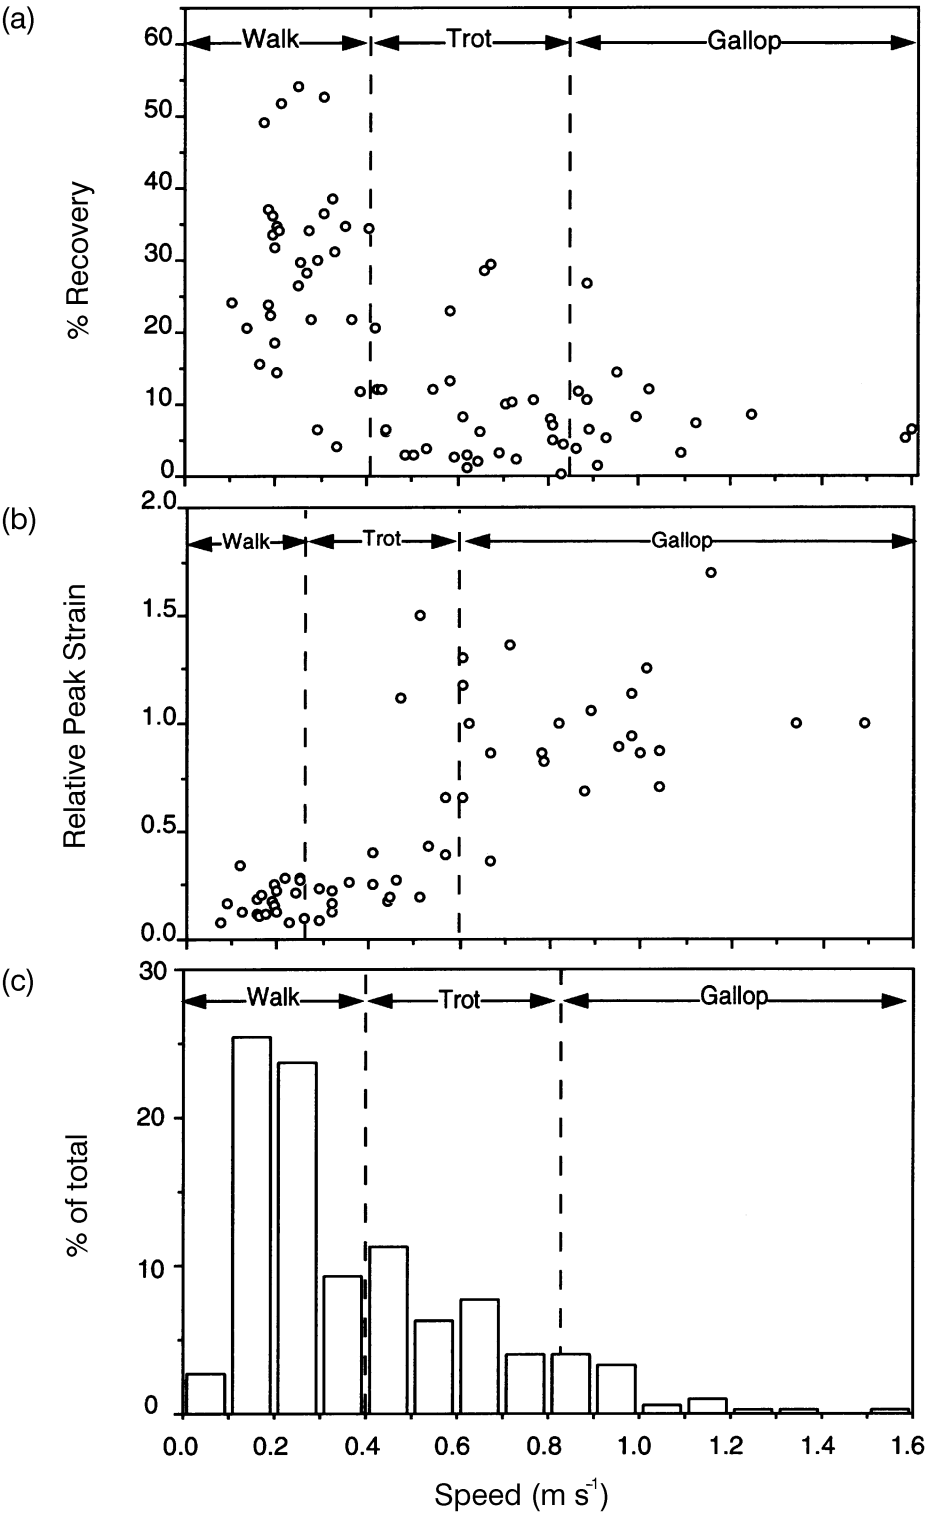 (a)
60
Walk
Trot
Gallop
50
40
30
20
10
0
% Recovery
(b)
2.0
Walk
Trot
Gallop
1.5
1.0
0.5
0.0
Relative Peak Strain
(c)
30
Walk
Trot
Gallop
20
10
0
% of total
0.0 0.2 0.4 0.6 0.8 1.0 1.2 1.4 1.6
Speed (m s⁻¹)